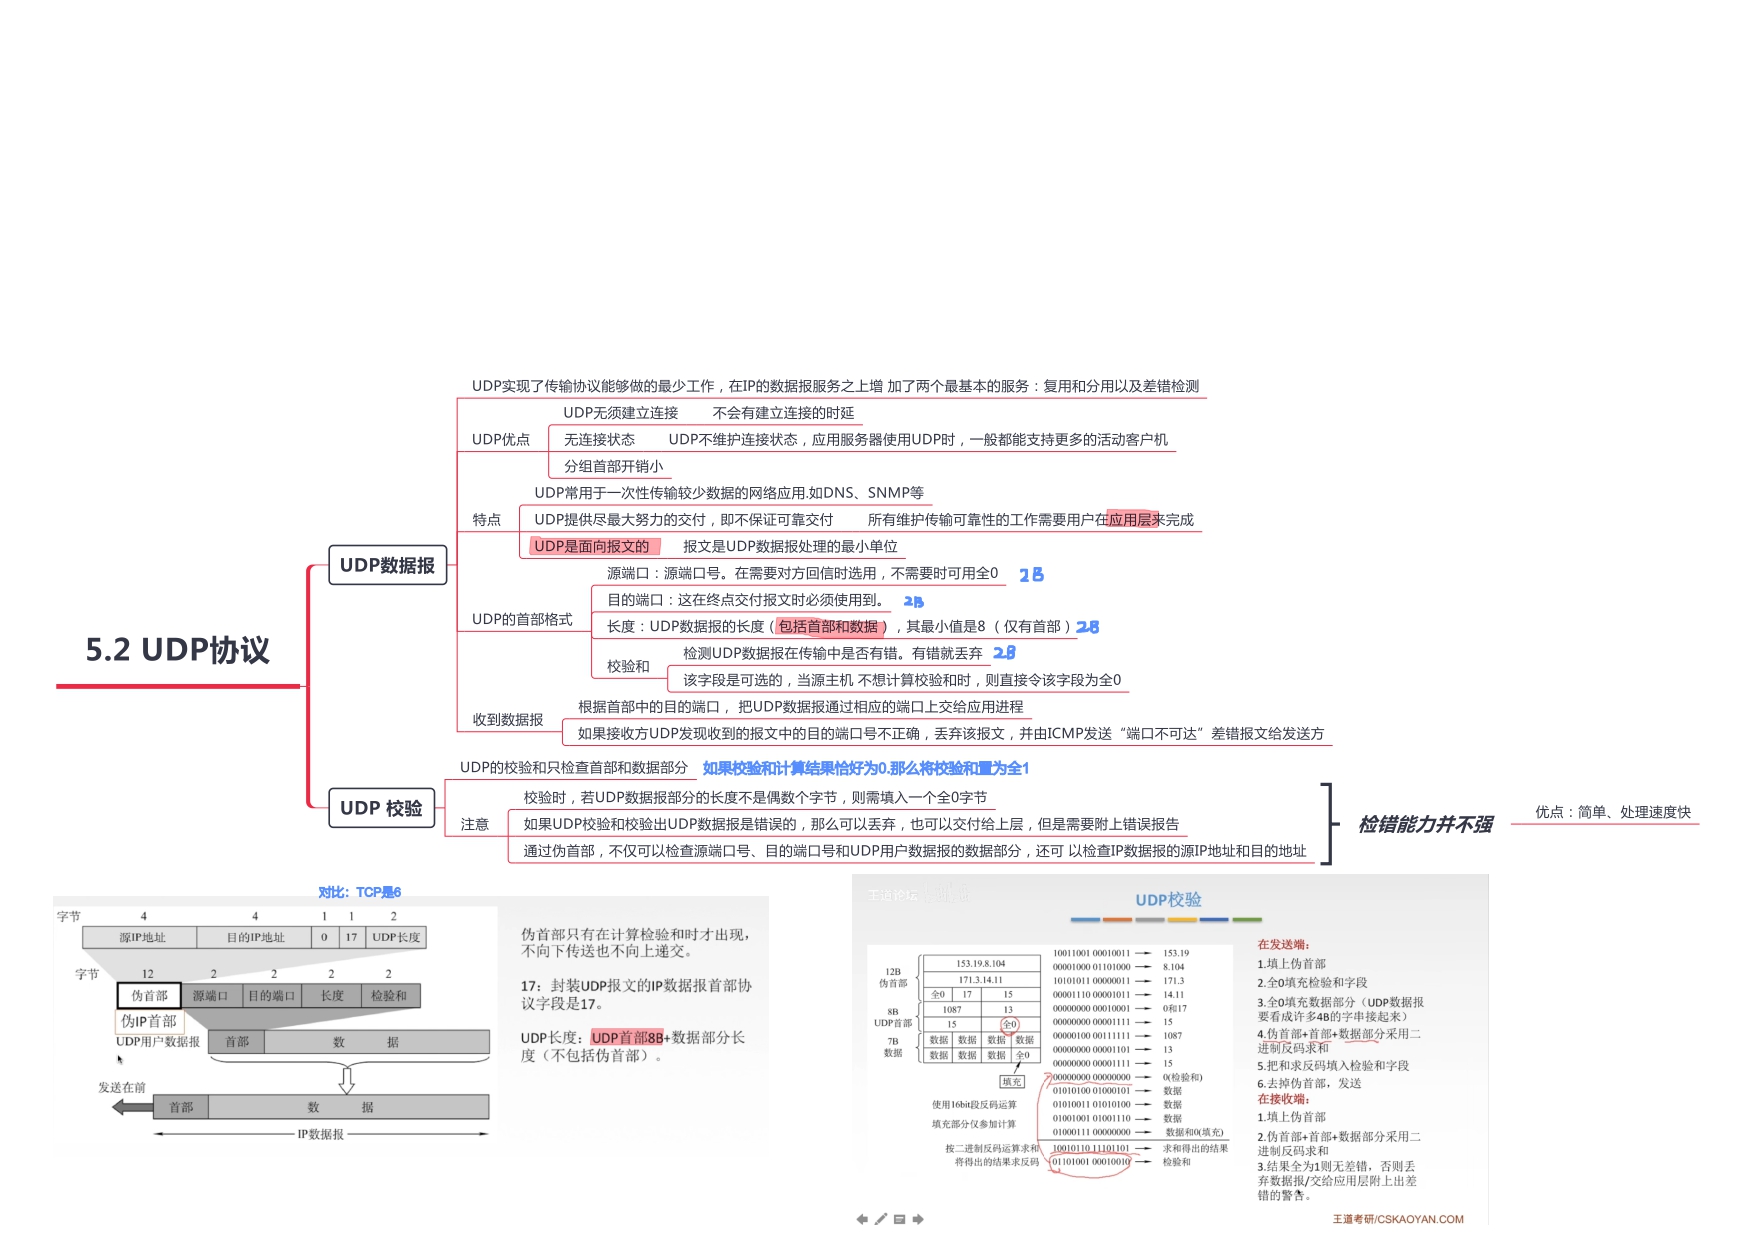 5.2 UDP协议
UDP数据报
UDP实现了传输协议能够做的最少工作，在IP的数据报服务之上增 加了两个最基本的服务：复用和分用以及差错检测
UDP优点
UDP无须建立连接 不会有建立连接的时延
无连接状态 UDP不维护连接状态，应用服务器使用UDP时，一般都能支持更多的活动客户机
分组首部开销小
特点
UDP常用于一次性传输较少数据的网络应用.如DNS、SNMP等
UDP提供尽最大努力的交付，即不保证可靠交付 所有维护传输可靠性的工作需要用户在应用层来完成
UDP是面向报文的 报文是UDP数据报处理的最小单位
UDP的首部格式
源端口：源端口号。在需要对方回信时选用，不需要时可用全0 2B
目的端口：这在终点交付报文时必须使用到。 2B
长度：UDP数据报的长度（包括首部和数据），其最小值是8 （ 仅有首部 ） 2B
校验和
检测UDP数据报在传输中是否有错。有错就丢弃 2B
该字段是可选的，当源主机 不想计算校验和时，则直接令该字段为全0
收到数据报
根据首部中的目的端口， 把UDP数据报通过相应的端口上交给应用进程
如果接收方UDP发现收到的报文中的目的端口号不正确，丢弃该报文，并由ICMP发送“端口不可达”差错报文给发送方
UDP 校验
UDP的校验和只检查首部和数据部分 如果校验和计算结果恰好为0.那么将校验和置为全1
注意
校验时，若UDP数据报部分的长度不是偶数个字节，则需填入一个全0字节
如果UDP校验和校验出UDP数据报是错误的，那么可以丢弃，也可以交付给上层，但是需要附上错误报告
通过伪首部，不仅可以检查源端口号、目的端口号和UDP用户数据报的数据部分，还可 以检查IP数据报的源IP地址和目的地址
检错能力并不强 优点：简单、处理速度快
对比：TCP是6
字节 4 4 1 1 2
源IP地址 目的IP地址 0 17 UDP长度
字节 12 2 2 2 2
伪首部 源端口 目的端口 长度 检验和
伪IP首部
UDP用户数据报 首部 数 据
发送在前
首部 数 据
IP数据报
伪首部只有在计算检验和时才出现，
不向下传送也不向上递交。
17：封装UDP报文的IP数据报首部协
议字段是17。
UDP长度：UDP首部8B+数据部分长
度（不包括伪首部）。
王道论坛
UDP校验
12B
伪首部
153.19.8.104
171.3.14.11
全0 17 15
8B
UDP首部
1087 13
15 全0
7B
数据
数据 数据 数据 数据
数据 数据 数据 全0
填充
使用16bit段反码运算
填充部分仅参加计算
按二进制反码运算求和
将得出的结果求反码
10011001 00010011 153.19
00001000 01101000 8.104
10101011 00000011 171.3
00001110 00001011 14.11
00000000 00010001 0和17
00000000 00001111 15
00000100 00111111 1087
00000000 00001101 13
00000000 00001111 15
00000000 00000000 0(检验和)
01010100 01000101 数据
01010011 01010100 数据
01001001 01001110 数据
01000111 00000000 数据和0(填充)
10010110 11101101 求和得出的结果
01101001 00010010 检验和
在发送端:
1.填上伪首部
2.全0填充检验和字段
3.全0填充数据部分（UDP数据报
要看成许多4B的字串接起来）
4.伪首部+首部+数据部分采用二
进制反码求和
5.把和求反码填入检验和字段
6.去掉伪首部，发送
在接收端:
1.填上伪首部
2.伪首部+首部+数据部分采用二
进制反码求和
3.结果全为1则无差错，否则丢
弃数据报/交给应用层附上出差
错的警告。
王道考研/CSKAOYAN.COM